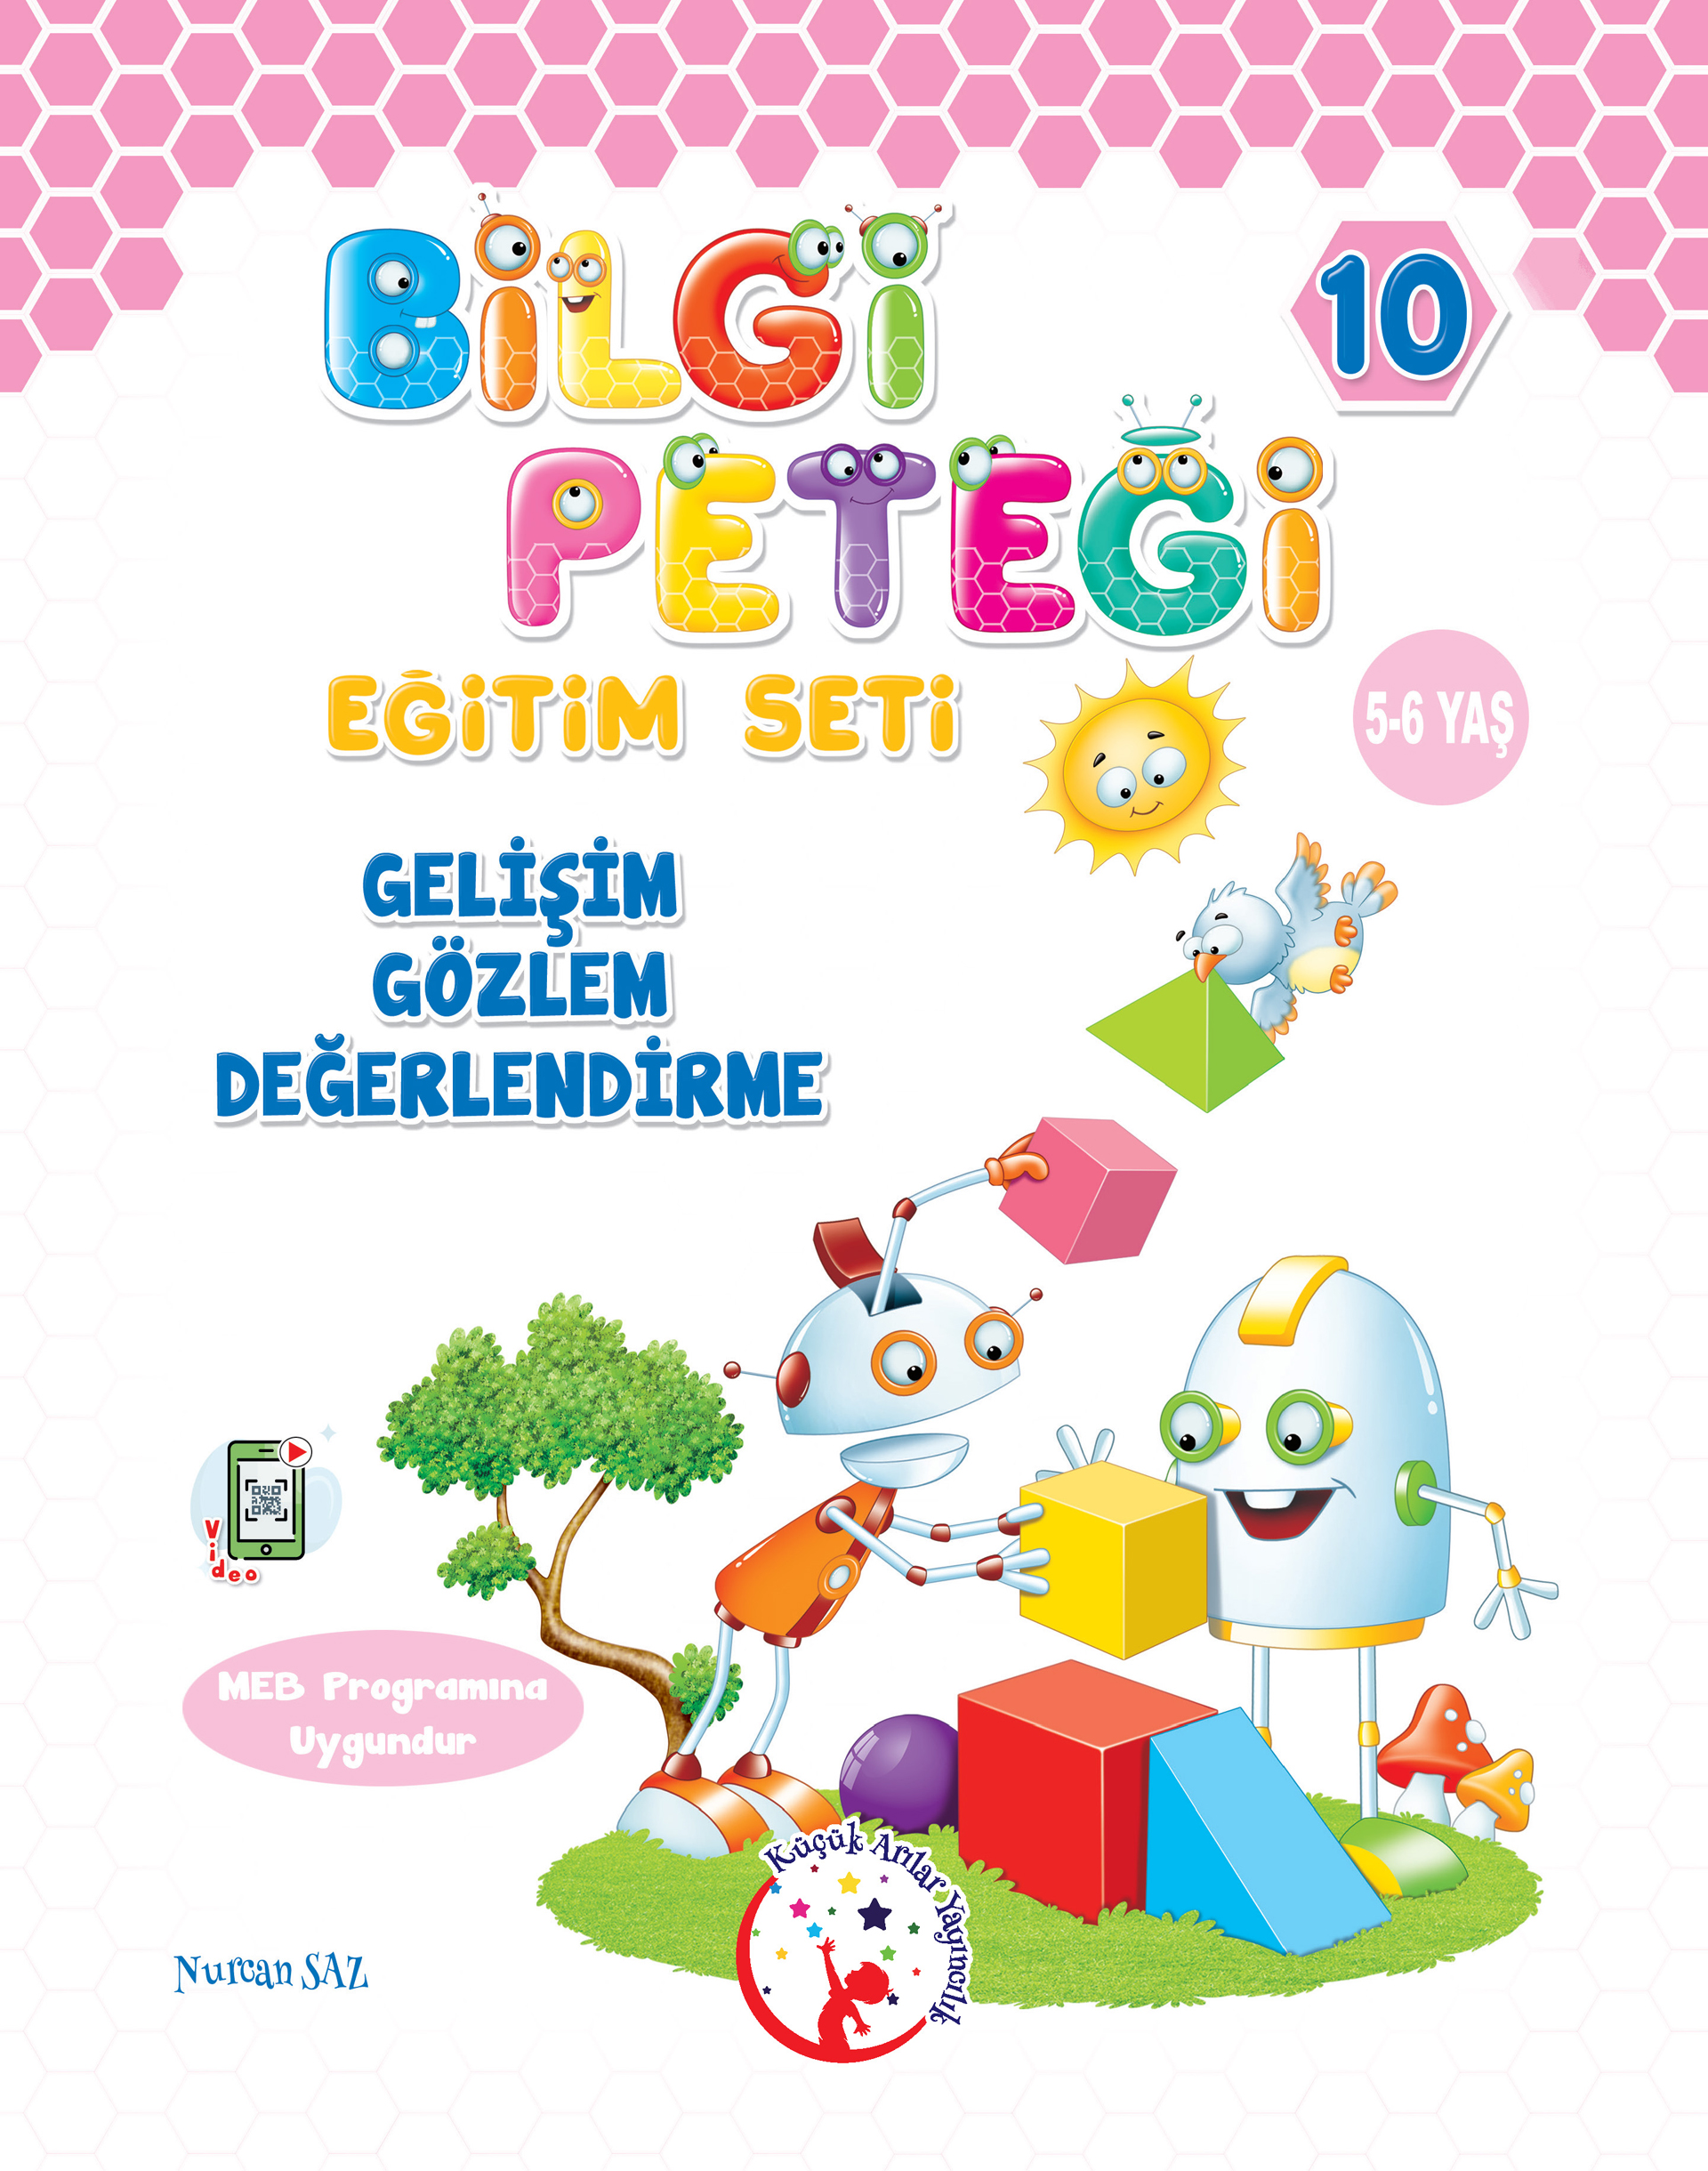 BİLGİ
10
PETEĞİ
EĞİTİM SETİ
5-6 YAŞ
GELİŞİM
GÖZLEM
DEĞERLENDİRME
Video
MEB Programına
Uygundur
Küçük Arılar Yayıncılık
Nurcan SAZ